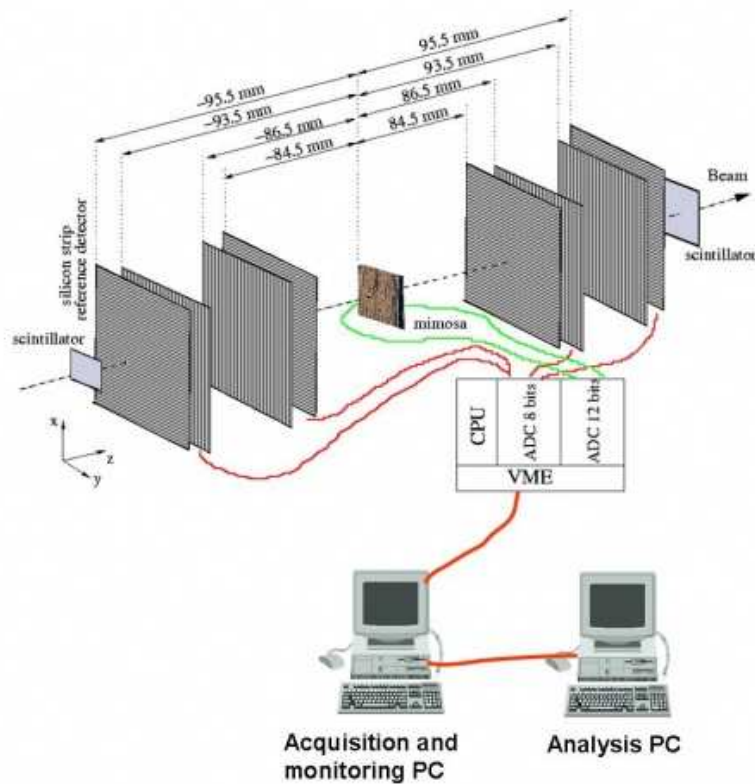 95.5 mm
93.5 mm
86.5 mm
84.5 mm
−95.5 mm
−93.5 mm
−86.5 mm
−84.5 mm
Beam
scintillator
silicon strip
reference detector
scintillator
mimosa
x
z
y
CPU
ADC 8 bits
ADC 12 bits
VME
Acquisition and
monitoring PC
Analysis PC